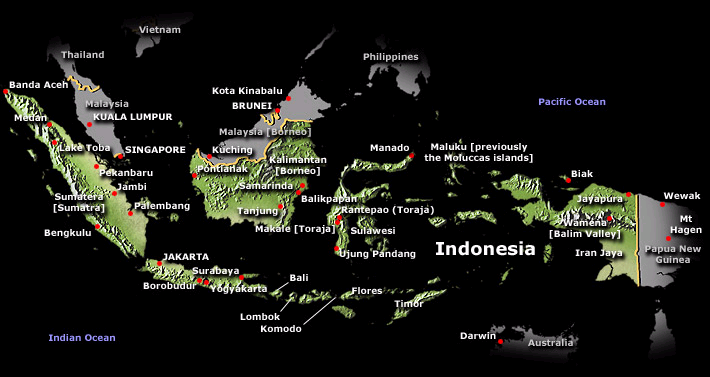 Vietnam
Thailand
Philippines
Banda Aceh
Kota Kinabalu
Malaysia
BRUNEI
Pacific Ocean
Medan
KUALA LUMPUR
Malaysia [Borneo]
Lake Toba
SINGAPORE
Kuching
Manado
Maluku [previously
the Mofuccas islands]
Kalimantan
[Borneo]
Pekanbaru
Pontianak
Biak
Jambi
Samarinda
Sumatera
[Sumatra]
Balikpapan
Jayapura
Wewak
Palembang
Tanjung
Rantepao (Toraja)
Bengkulu
Makale [Toraja]
Sulawesi
Wamena
[Balim Valley]
Mt
Hagen
Ujung Pandang
Indonesia
Papua New
Guinea
Iran Jaya
JAKARTA
Surabaya
Bali
Borobudur
Yogyakarta
Flores
Lombok
Timor
Komodo
Indian Ocean
Darwin
Australia